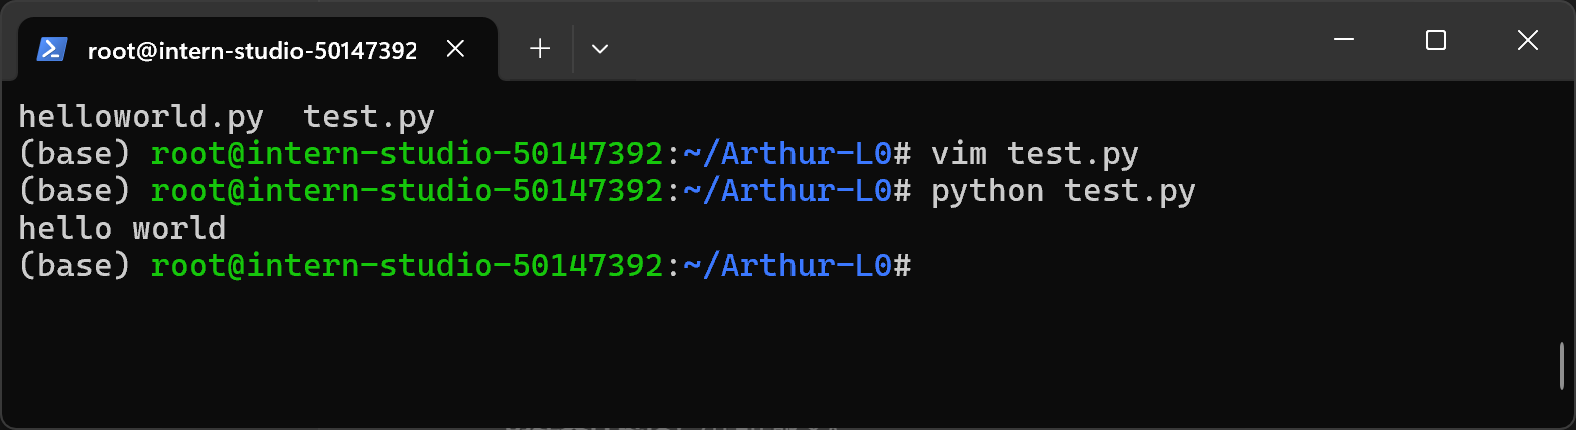 root@intern-studio-50147392
helloworld.py  test.py
(base) root@intern-studio-50147392:~/Arthur-L0# vim test.py
(base) root@intern-studio-50147392:~/Arthur-L0# python test.py
hello world
(base) root@intern-studio-50147392:~/Arthur-L0#